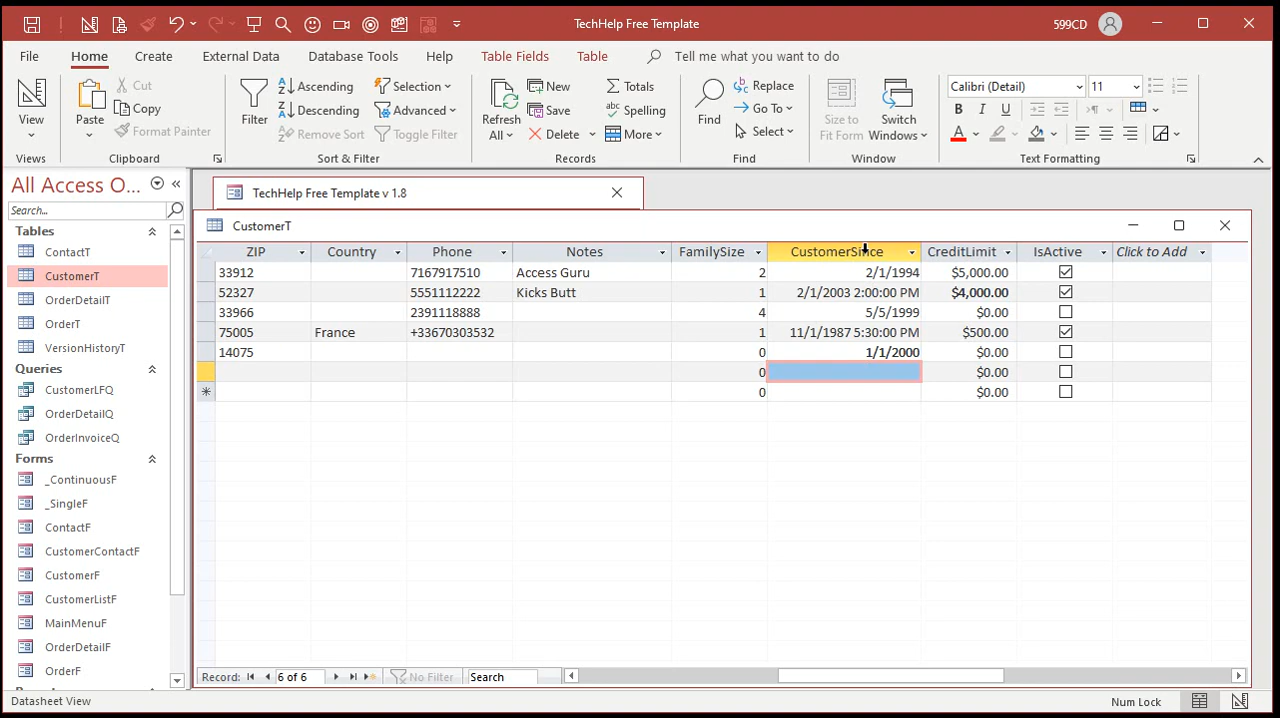 TechHelp Free Template
599CD
File Home Create External Data Database Tools Help Table Fields Table Tell me what you want to do
View
Views
Paste
Cut
Copy
Format Painter
Clipboard
Filter
Ascending
Descending
Remove Sort
Selection
Advanced
Toggle Filter
Sort & Filter
Refresh All
New
Save
Delete
Totals
Spelling
More
Records
Find
Replace
Go To
Select
Find
Size to Fit Form
Switch Windows
Window
Calibri (Detail) 11
B I U
A
Text Formatting
All Access O...
Search...
Tables
ContactT
CustomerT
OrderDetailT
OrderT
VersionHistoryT
Queries
CustomerLFQ
OrderDetailQ
OrderInvoiceQ
Forms
_ContinuousF
_SingleF
ContactF
CustomerContactF
CustomerF
CustomerListF
MainMenuF
OrderDetailF
OrderF
TechHelp Free Template v 1.8
CustomerT
ZIP Country Phone Notes FamilySize CustomerSince CreditLimit IsActive Click to Add
33912 7167917510 Access Guru 2 2/1/1994 $5,000.00
52327 5551112222 Kicks Butt 1 2/1/2003 2:00:00 PM $4,000.00
33966 2391118888 4 5/5/1999 $0.00
75005 France +33670303532 1 11/1/1987 5:30:00 PM $500.00
14075 0 1/1/2000 $0.00
0 $0.00
0 $0.00
Record: 6 of 6 No Filter Search
Datasheet View
Num Lock